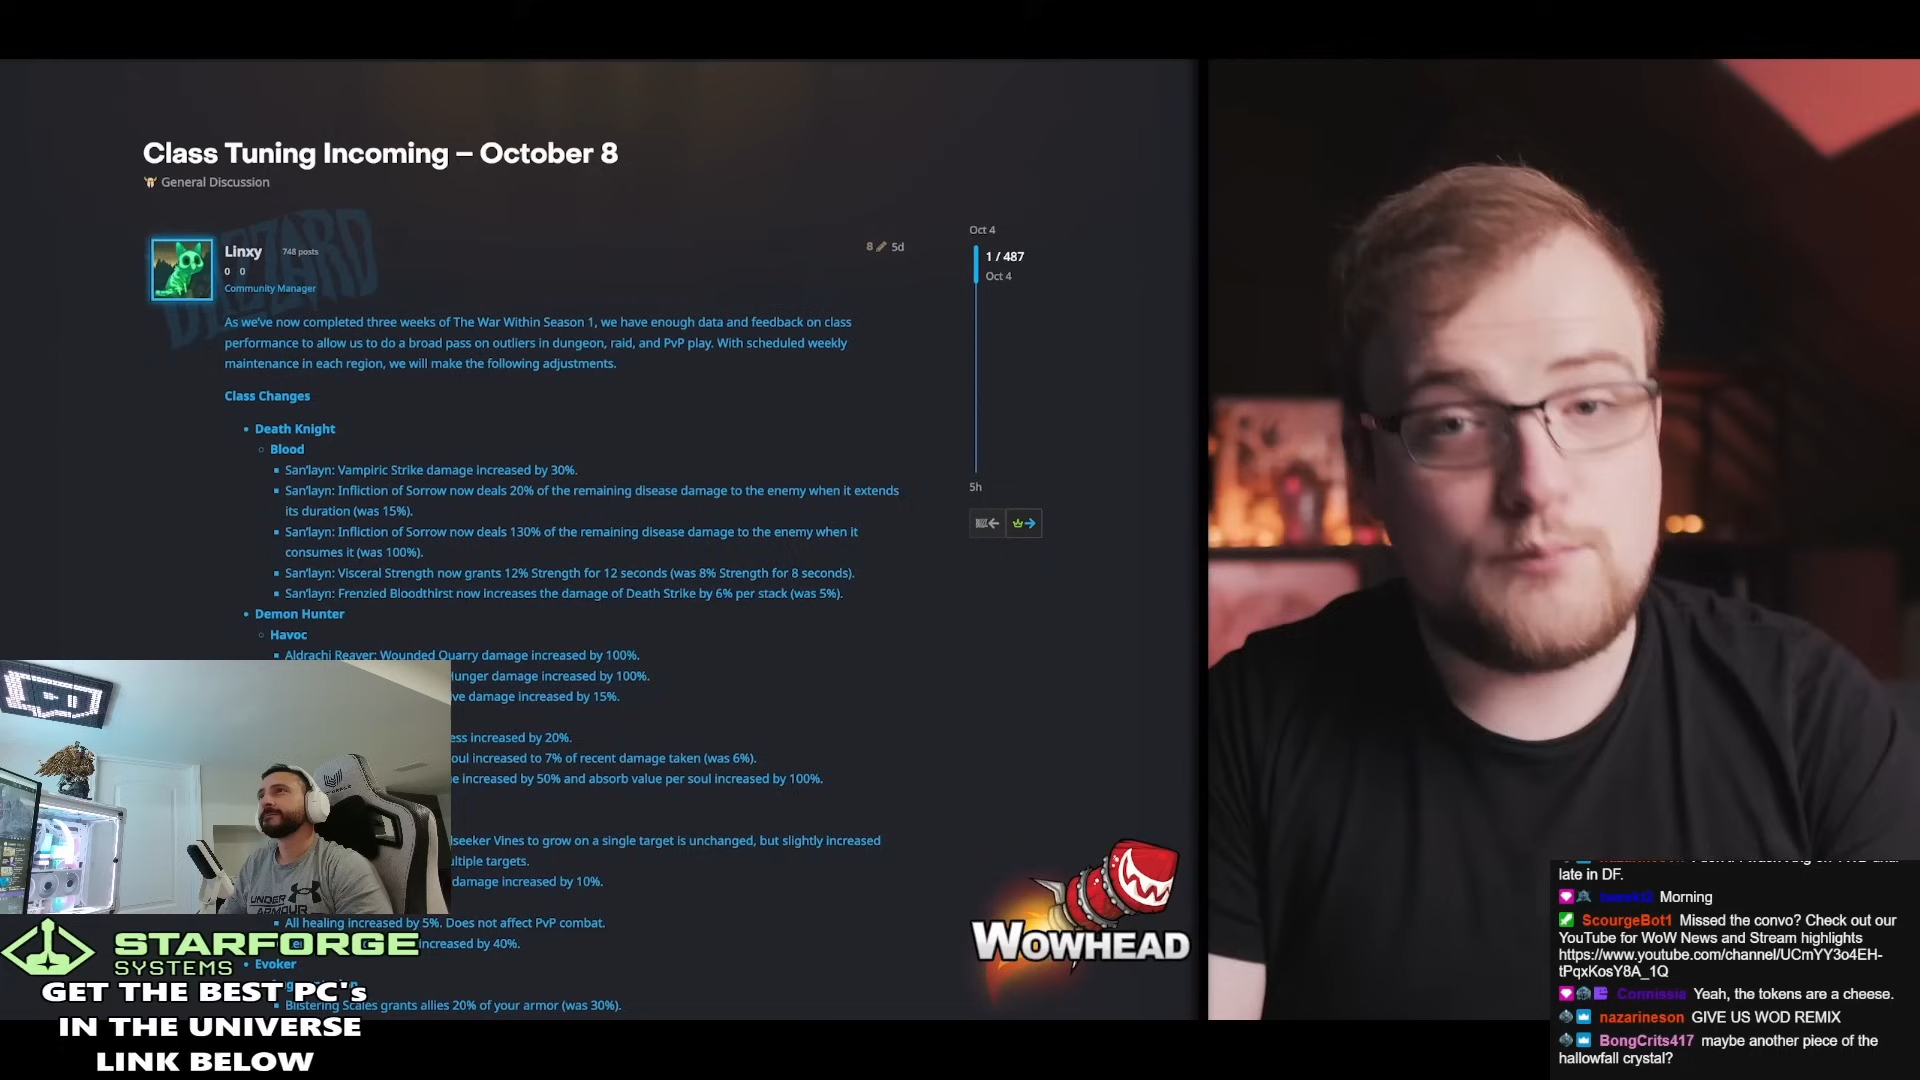 Class Tuning Incoming – October 8
General Discussion
BLIZZARD
Linxy 748 posts
0 0
Community Manager
8 5d
Oct 4
1 / 487
Oct 4
5h
As we've now completed three weeks of The War Within Season 1, we have enough data and feedback on class
performance to allow us to do a broad pass on outliers in dungeon, raid, and PvP play. With scheduled weekly
maintenance in each region, we will make the following adjustments.
Class Changes
Death Knight
Blood
San'layn: Vampiric Strike damage increased by 30%.
San'layn: Infliction of Sorrow now deals 20% of the remaining disease damage to the enemy when it extends
its duration (was 15%).
San'layn: Infliction of Sorrow now deals 130% of the remaining disease damage to the enemy when it
consumes it (was 100%).
San'layn: Visceral Strength now grants 12% Strength for 12 seconds (was 8% Strength for 8 seconds).
San'layn: Frenzied Bloodthirst now increases the damage of Death Strike by 6% per stack (was 5%).
Demon Hunter
Havoc
Aldrachi Reaver: Wounded Quarry damage increased by 100%.
Hunger damage increased by 100%.
damage increased by 15%.
increased by 20%.
increased to 7% of recent damage taken (was 6%).
increased by 50% and absorb value per soul increased by 100%.
Vines to grow on a single target is unchanged, but slightly increased
targets.
damage increased by 10%.
All healing increased by 5%. Does not affect PvP combat.
increased by 40%.
Evoker
Blistering Scales grants allies 20% of your armor (was 30%).
UNDER
ARMOUR
STARFORGE
SYSTEMS
GET THE BEST PC's
IN THE UNIVERSE
LINK BELOW
WOWHEAD
late in DF.
Morning
ScourgeBot1 Missed the convo? Check out our
YouTube for WoW News and Stream highlights
https://www.youtube.com/channel/UCmYY3o4EH-
tPqxKosY8A_1Q
Connissia Yeah, the tokens are a cheese.
nazarineson GIVE US WOD REMIX
BongCrits417 maybe another piece of the
hallowfall crystal?